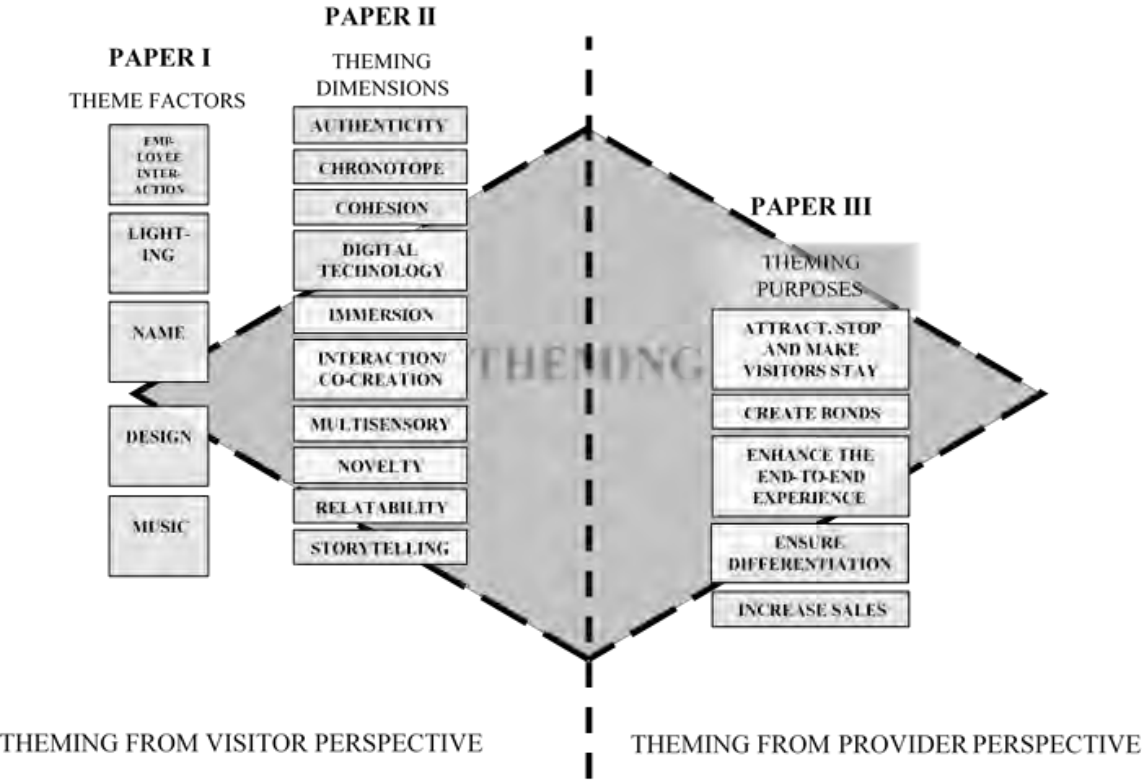 PAPER I
THEME FACTORS
EMP-
LOYEE
INTER-
ACTION
LIGHT-
ING
NAME
DESIGN
MUSIC
PAPER II
THEMING
DIMENSIONS
AUTHENTICITY
CHRONOTOPE
COHESION
DIGITAL
TECHNOLOGY
IMMERSION
INTERACTION/
CO-CREATION
MULTISENSORY
NOVELTY
RELATABILITY
STORYTELLING
THEMING
PAPER III
THEMING
PURPOSES
ATTRACT, STOP
AND MAKE
VISITORS STAY
CREATE BONDS
ENHANCE THE
END-TO-END
EXPERIENCE
ENSURE
DIFFERENTIATION
INCREASE SALES
THEMING FROM VISITOR PERSPECTIVE
THEMING FROM PROVIDER PERSPECTIVE